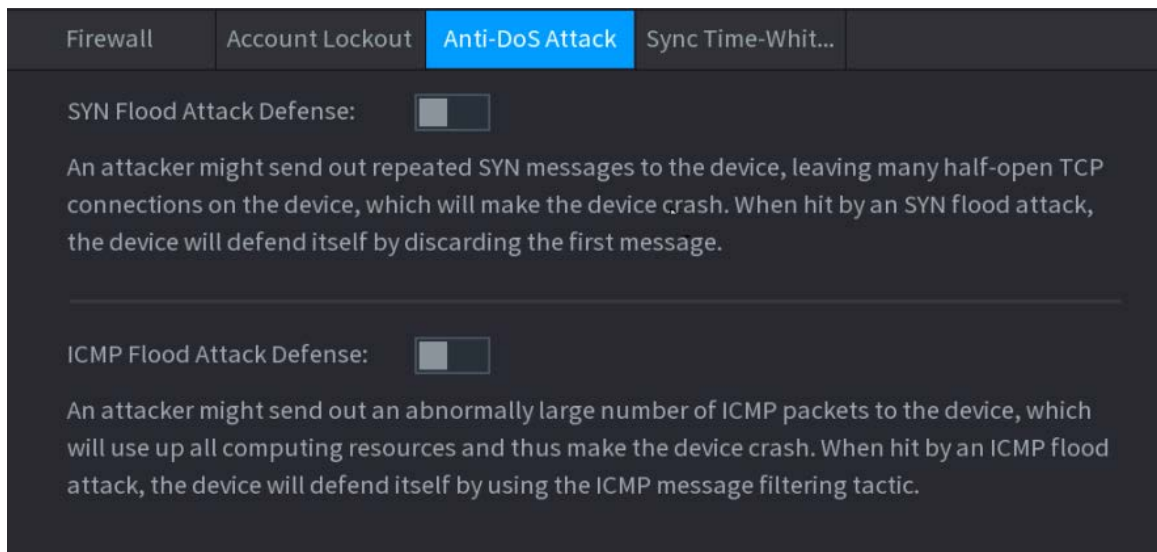 Firewall Account Lockout Anti-DoS Attack Sync Time-Whit...
SYN Flood Attack Defense:
An attacker might send out repeated SYN messages to the device, leaving many half-open TCP
connections on the device, which will make the device crash. When hit by an SYN flood attack,
the device will defend itself by discarding the first message.
ICMP Flood Attack Defense:
An attacker might send out an abnormally large number of ICMP packets to the device, which
will use up all computing resources and thus make the device crash. When hit by an ICMP flood
attack, the device will defend itself by using the ICMP message filtering tactic.